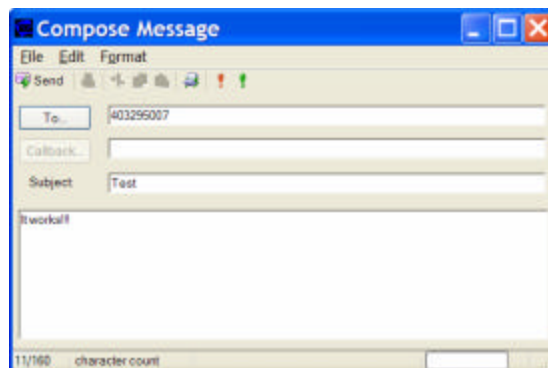 Compose Message
File Edit Format
Send
To...
403295007
Callback...
Subject
Test
It works!!!
11/160 character count